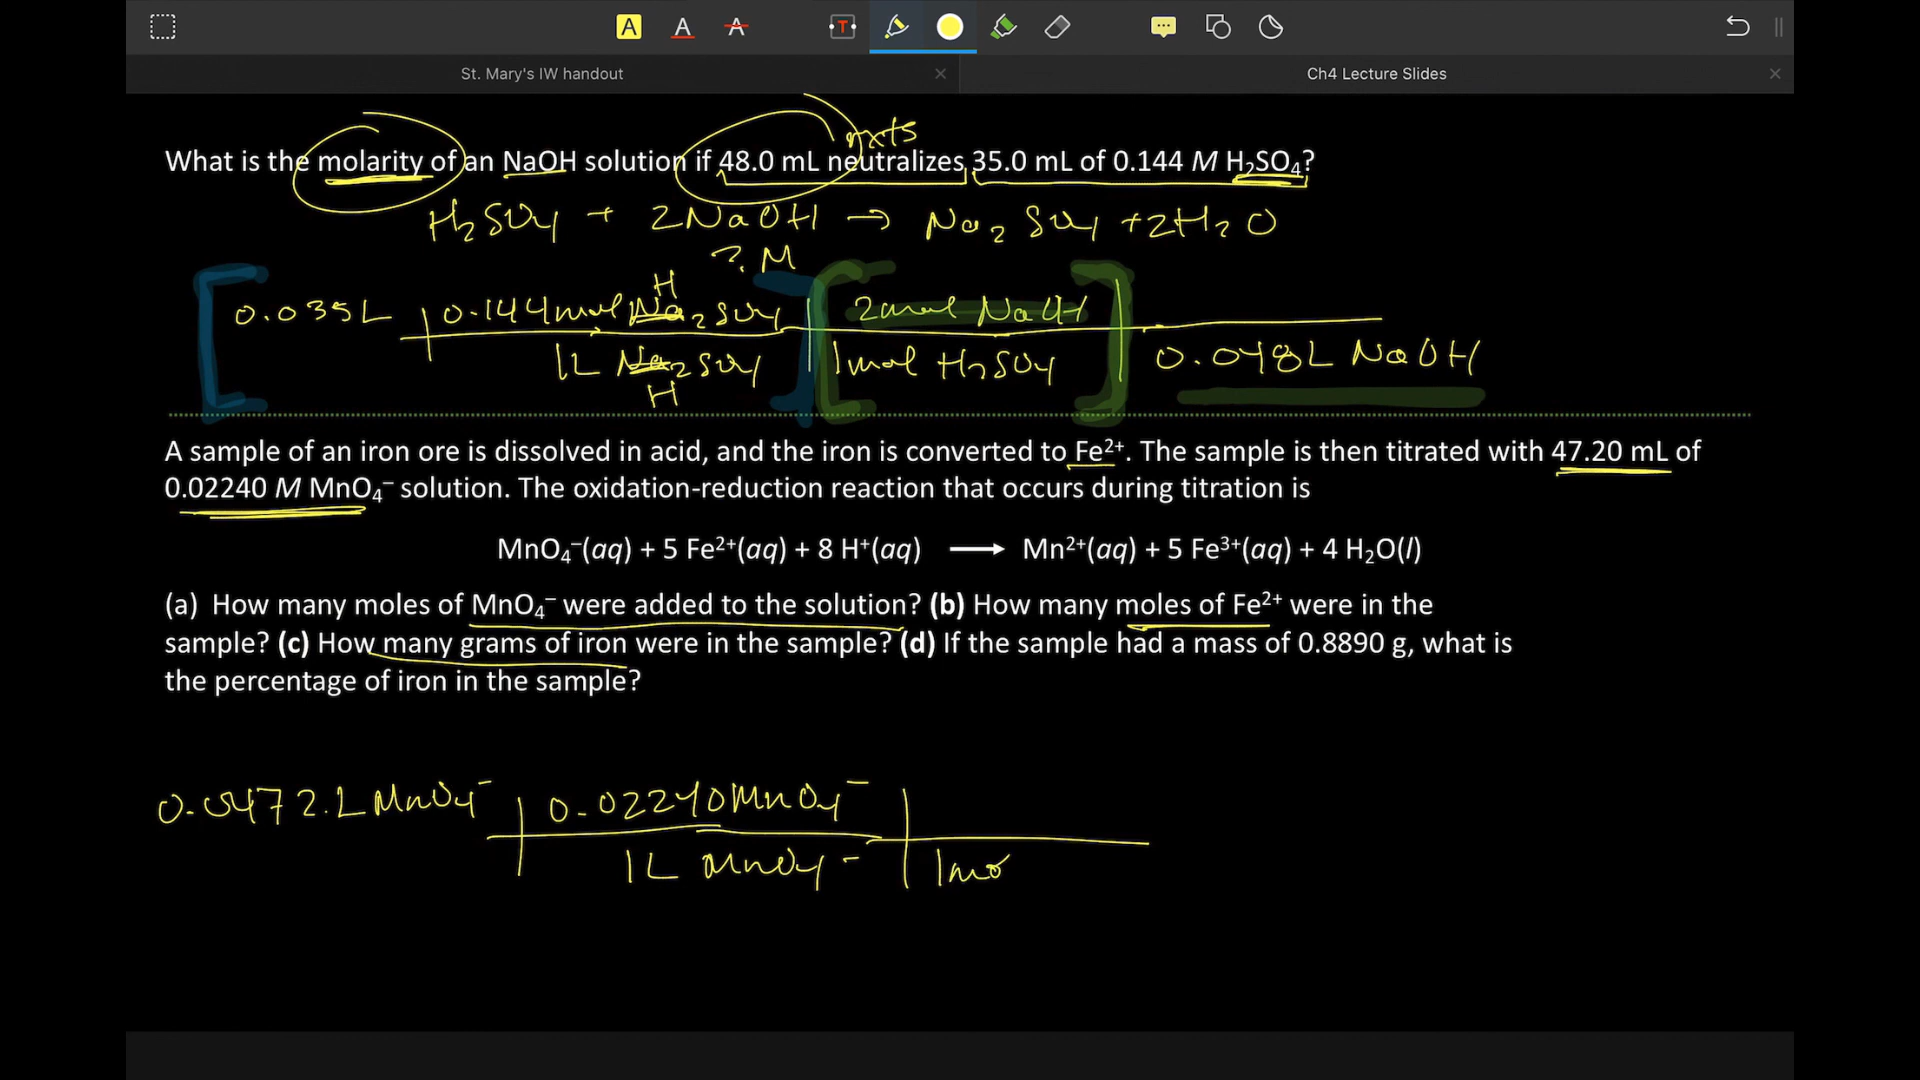 A A A T
St. Mary's IW handout × Ch4 Lecture Slides ×
rxts
What is the molarity of an NaOH solution if 48.0 mL neutralizes 35.0 mL of 0.144 M H₂SO₄?
H₂SO₄ + 2NaOH → Na₂SO₄ + 2H₂O
? M
H
0.035L 0.144mol Na₂SO₄ 2mol NaOH
1L Na₂SO₄ 1mol H₂SO₄ 0.048L NaOH
H
A sample of an iron ore is dissolved in acid, and the iron is converted to Fe²⁺. The sample is then titrated with 47.20 mL of
0.02240 M MnO₄⁻ solution. The oxidation-reduction reaction that occurs during titration is
MnO₄⁻(aq) + 5 Fe²⁺(aq) + 8 H⁺(aq) ⟶ Mn²⁺(aq) + 5 Fe³⁺(aq) + 4 H₂O(l)
(a) How many moles of MnO₄⁻ were added to the solution? (b) How many moles of Fe²⁺ were in the
sample? (c) How many grams of iron were in the sample? (d) If the sample had a mass of 0.8890 g, what is
the percentage of iron in the sample?
0.0472.L MnO₄⁻ 0.02240MnO₄⁻
1L MnO₄⁻ 1mo